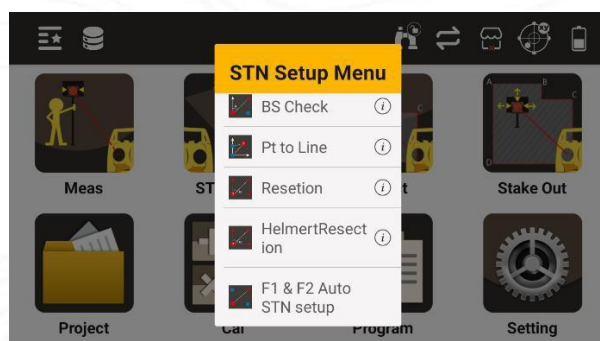 STN Setup Menu
BS Check
Pt to Line
Resetion
HelmertResect
ion
F1 & F2 Auto
STN setup
Meas
ST
t
Stake Out
Project
Cal
Program
Setting
A
B
C
D